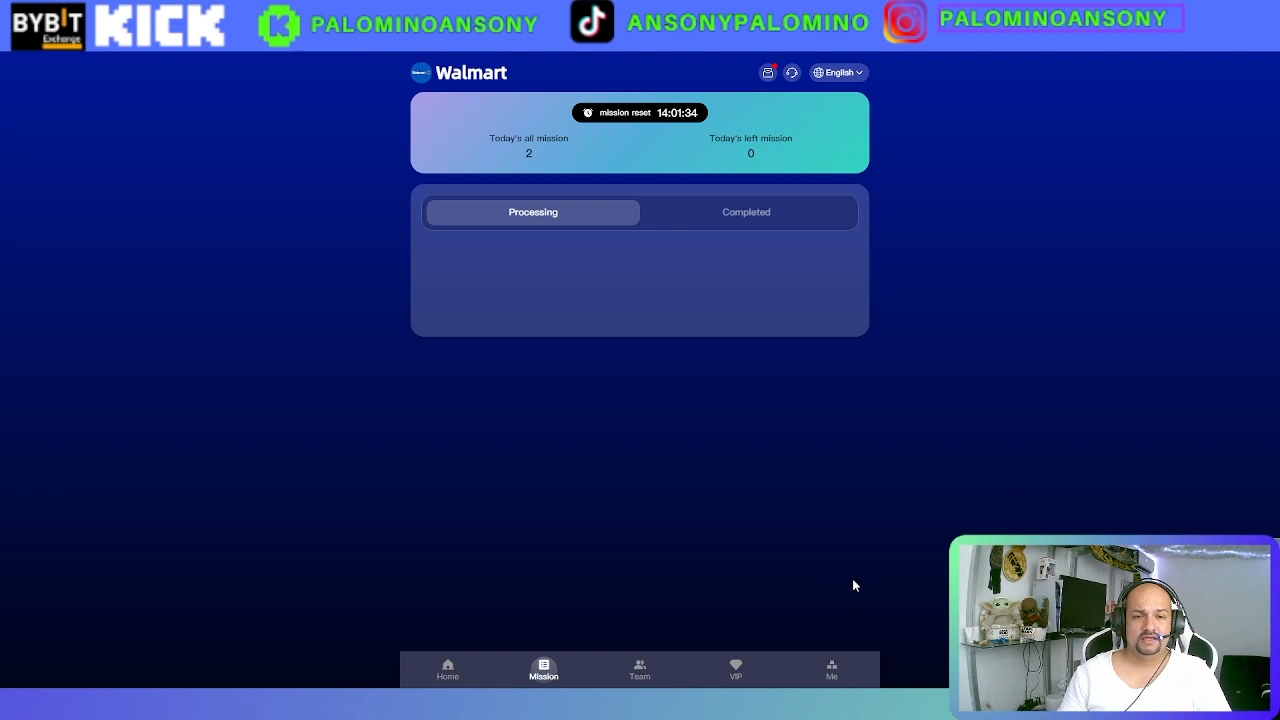 BYBIT
Exchange
KICK
PALOMINOANSONY
ANSONYPALOMINO
PALOMINOANSONY
Walmart
English
mission reset 14:01:34
Today's all mission
2
Today's left mission
0
Processing
Completed
Home
Mission
Team
VIP
Me